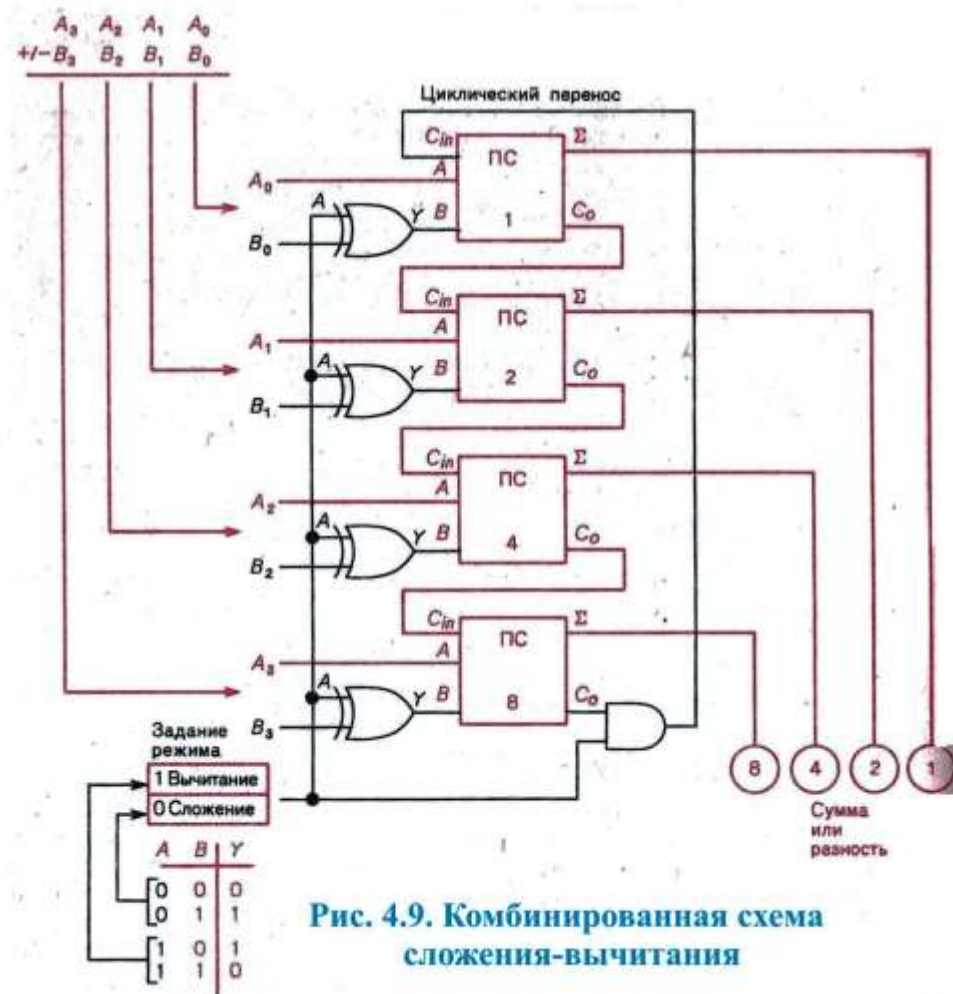 A₃ A₂ A₁ A₀
+/− B₃ B₂ B₁ B₀
Циклический перенос
Cin ПС Σ
A₀ A
A Y B 1 Co
B₀
Cin ПС Σ
A₁ A
A Y B 2 Co
B₁
Cin ПС Σ
A₂ A
A Y B 4 Co
B₂
Cin ПС Σ
A₃ A
A Y B 8 Co
B₃
Задание
режима
1 Вычитание
0 Сложение
8 4 2 1
Сумма
или
разность
A B Y
0 0 0
0 1 1
1 0 1
1 1 0
Рис. 4.9. Комбинированная схема
сложения-вычитания